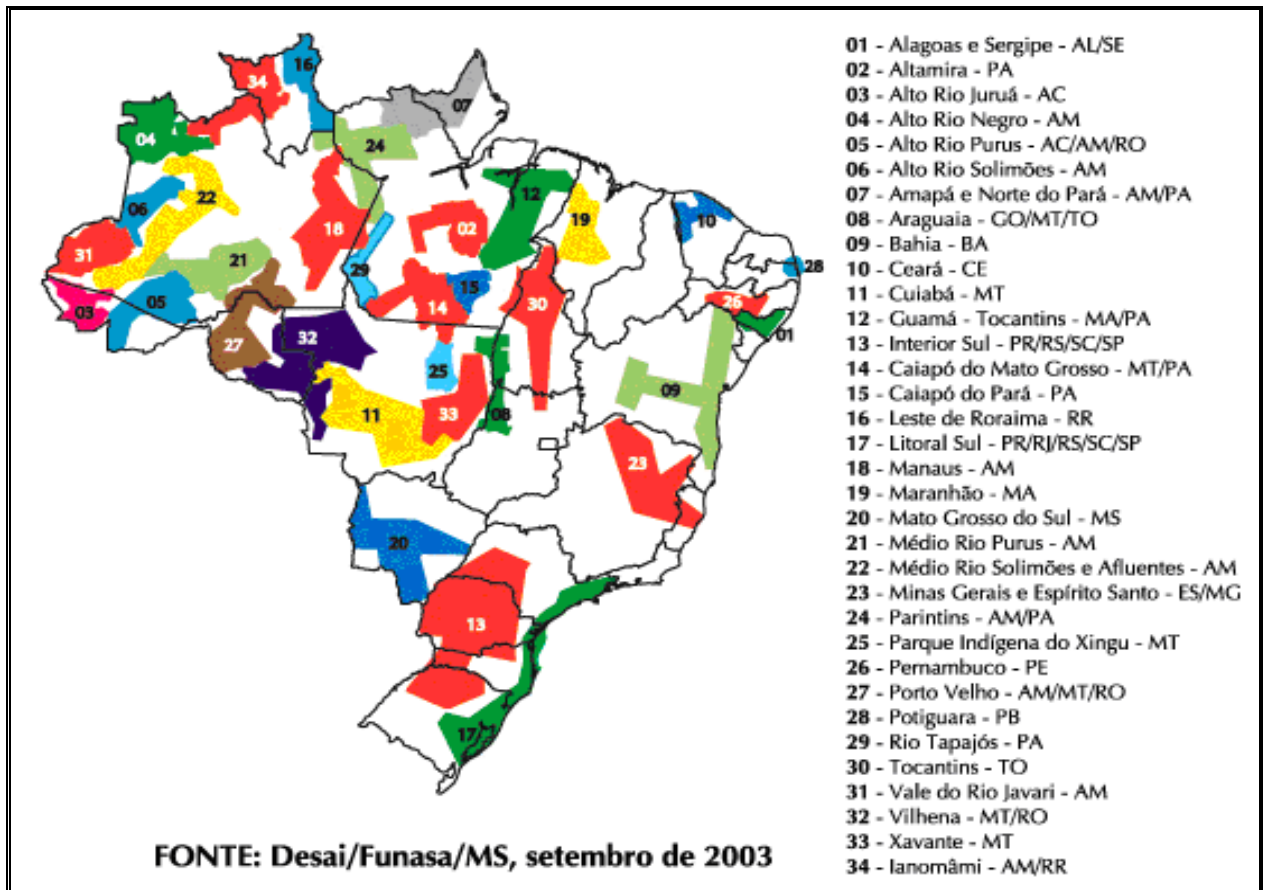 01 - Alagoas e Sergipe - AL/SE
02 - Altamira - PA
03 - Alto Rio Juruá - AC
04 - Alto Rio Negro - AM
05 - Alto Rio Purus - AC/AM/RO
06 - Alto Rio Solimões - AM
07 - Amapá e Norte do Pará - AM/PA
08 - Araguaia - GO/MT/TO
09 - Bahia - BA
10 - Ceará - CE
11 - Cuiabá - MT
12 - Guamá - Tocantins - MA/PA
13 - Interior Sul - PR/RS/SC/SP
14 - Caiapó do Mato Grosso - MT/PA
15 - Caiapó do Pará - PA
16 - Leste de Roraima - RR
17 - Litoral Sul - PR/RJ/RS/SC/SP
18 - Manaus - AM
19 - Maranhão - MA
20 - Mato Grosso do Sul - MS
21 - Médio Rio Purus - AM
22 - Médio Rio Solimões e Afluentes - AM
23 - Minas Gerais e Espírito Santo - ES/MG
24 - Parintins - AM/PA
25 - Parque Indígena do Xingu - MT
26 - Pernambuco - PE
27 - Porto Velho - AM/MT/RO
28 - Potiguara - PB
29 - Rio Tapajós - PA
30 - Tocantins - TO
31 - Vale do Rio Javari - AM
32 - Vilhena - MT/RO
33 - Xavante - MT
34 - Ianomâmi - AM/RR
16
34
07
04
24
12
22
06
19
10
18
02
31
21
29
28
15
14
30
26
05
03
01
32
27
25
09
11
33
08
23
20
13
17
FONTE: Desai/Funasa/MS, setembro de 2003